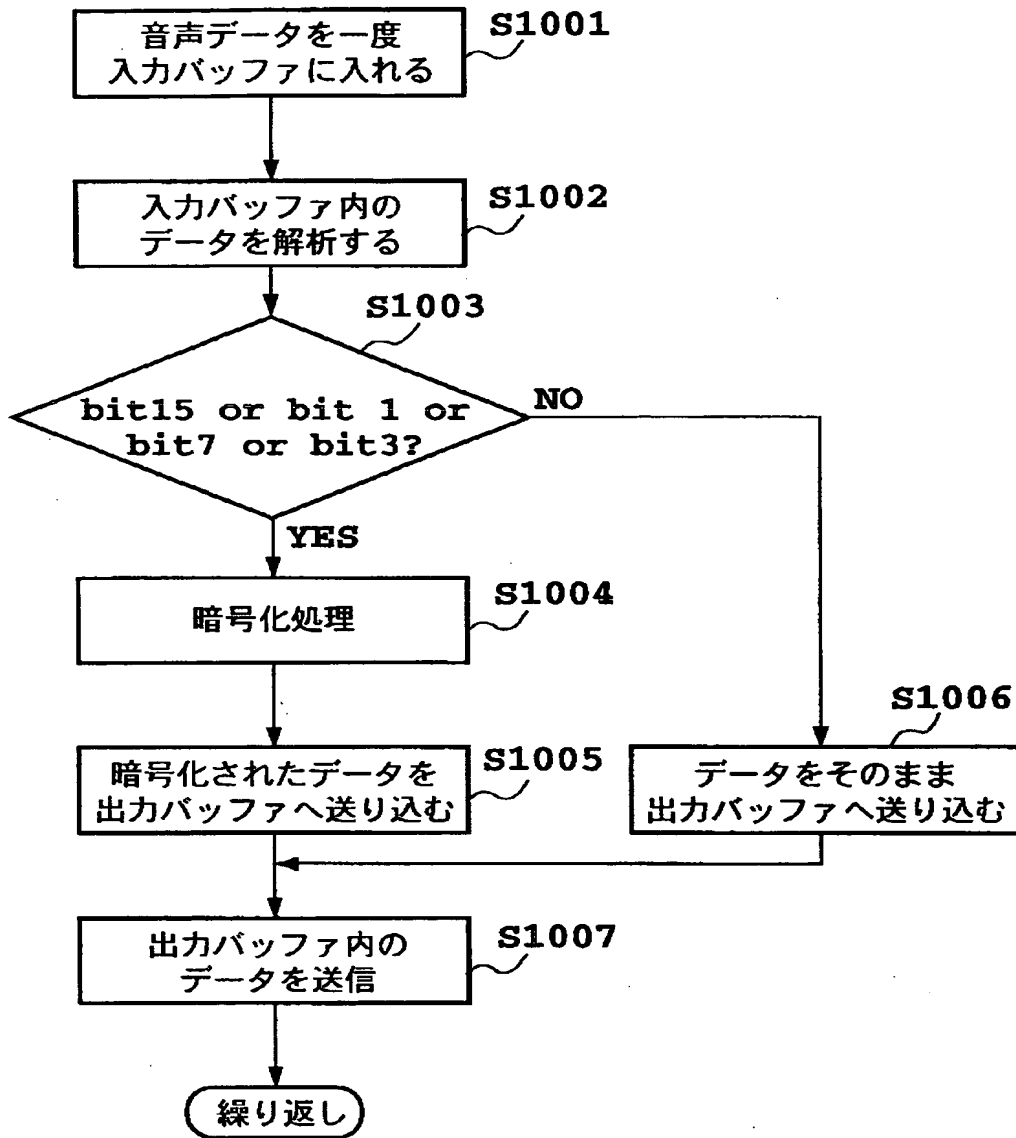 音声データを一度
入力バッファに入れる
S1001
入力バッファ内の
データを解析する
S1002
S1003
bit15 or bit 1 or
bit7 or bit3?
NO
YES
暗号化処理
S1004
暗号化されたデータを
出力バッファへ送り込む
S1005
S1006
データをそのまま
出力バッファへ送り込む
出力バッファ内の
データを送信
S1007
繰り返し